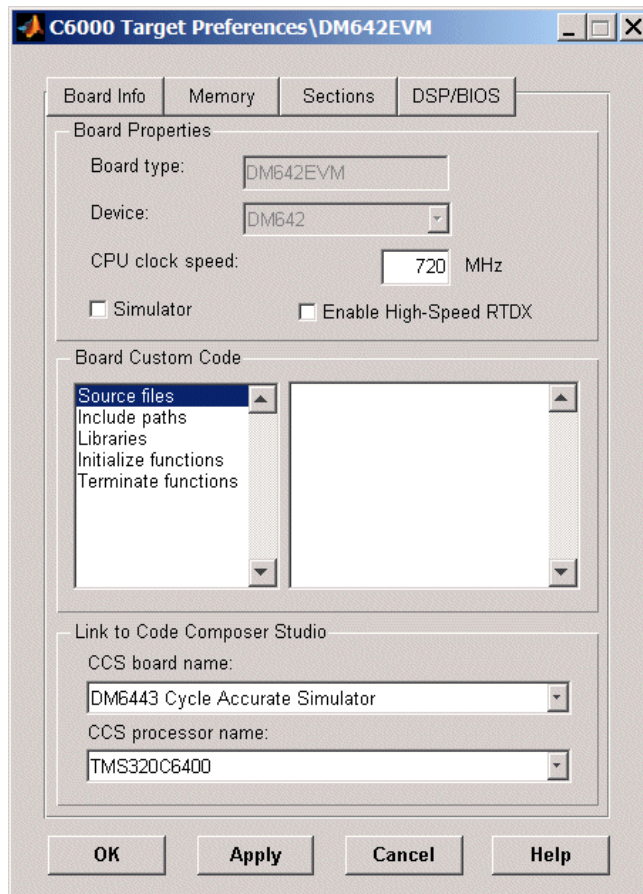 C6000 Target Preferences\DM642EVM
Board Info Memory Sections DSP/BIOS
Board Properties
Board type: DM642EVM
Device: DM642
CPU clock speed: 720 MHz
Simulator Enable High-Speed RTDX
Board Custom Code
Source files
Include paths
Libraries
Initialize functions
Terminate functions
Link to Code Composer Studio
CCS board name:
DM6443 Cycle Accurate Simulator
CCS processor name:
TMS320C6400
OK Apply Cancel Help